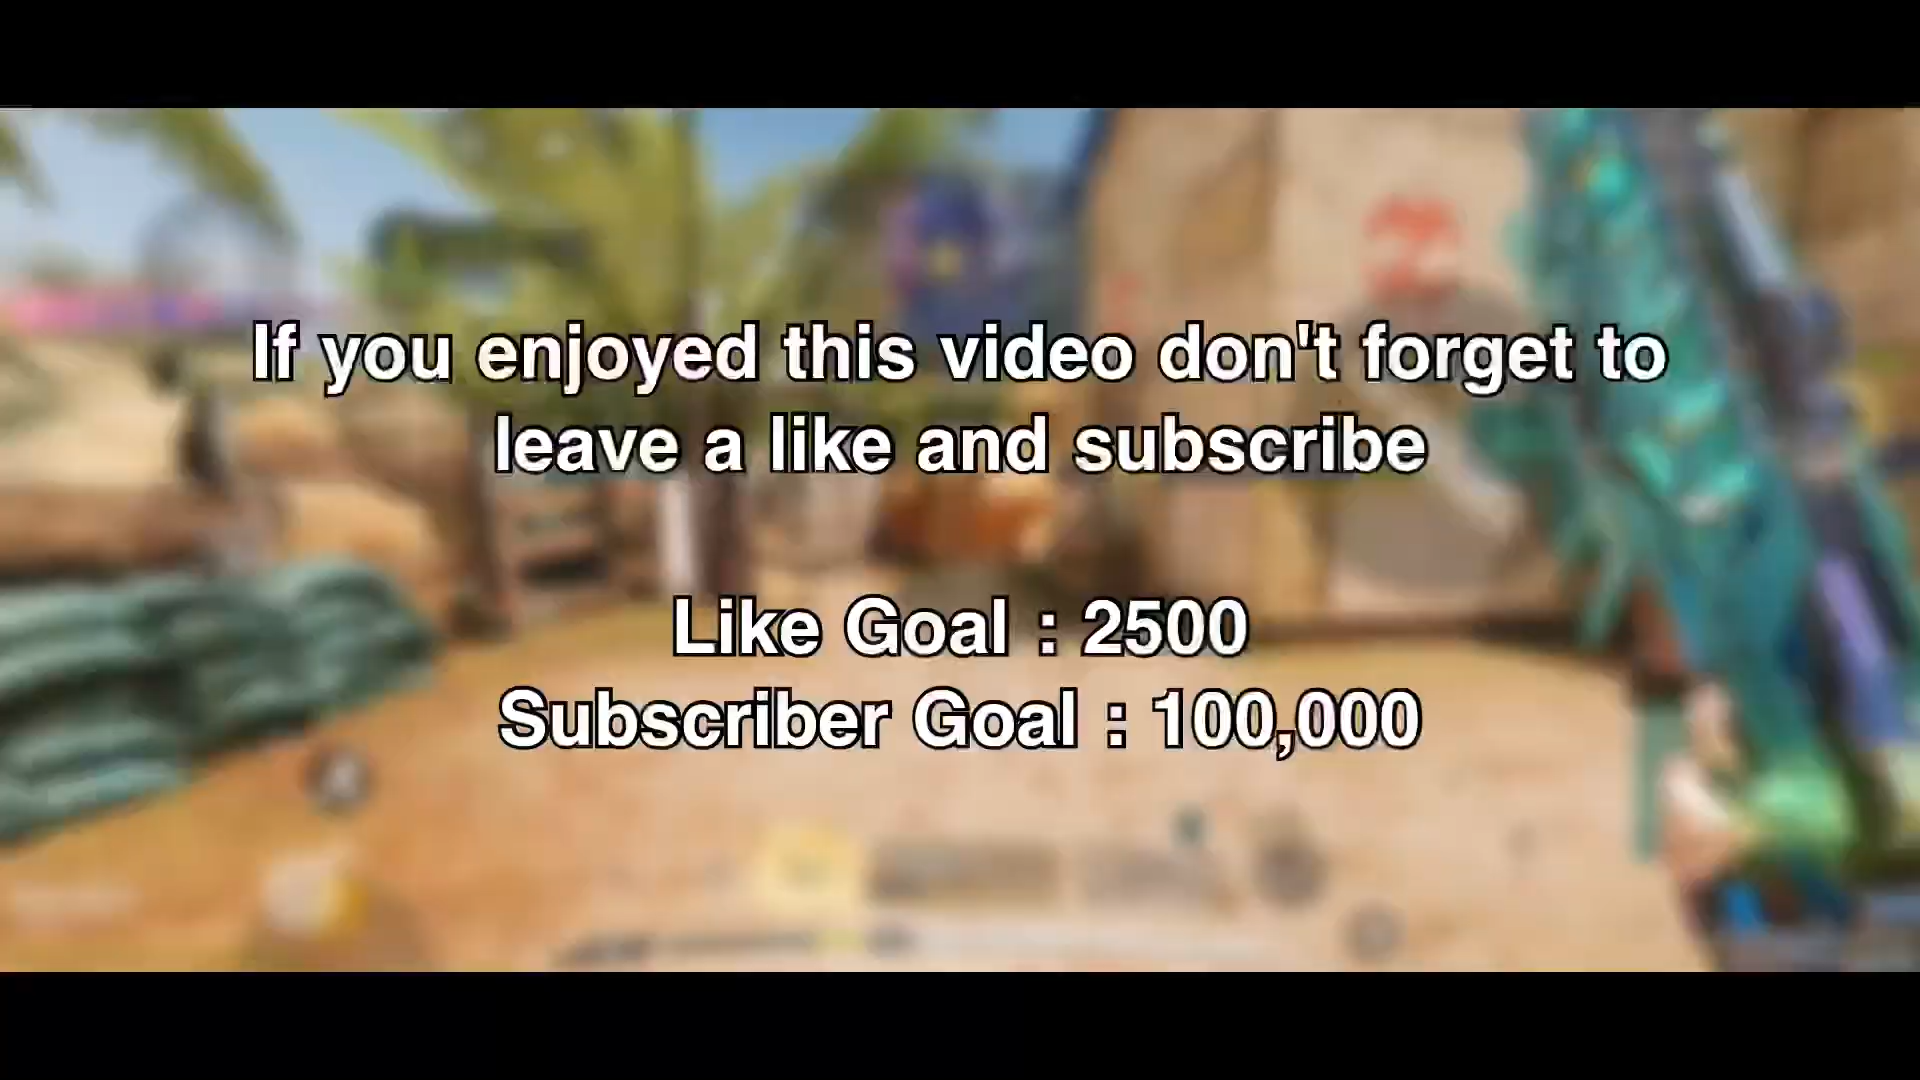 If you enjoyed this video don't forget to
leave a like and subscribe
Like Goal : 2500
Subscriber Goal : 100,000